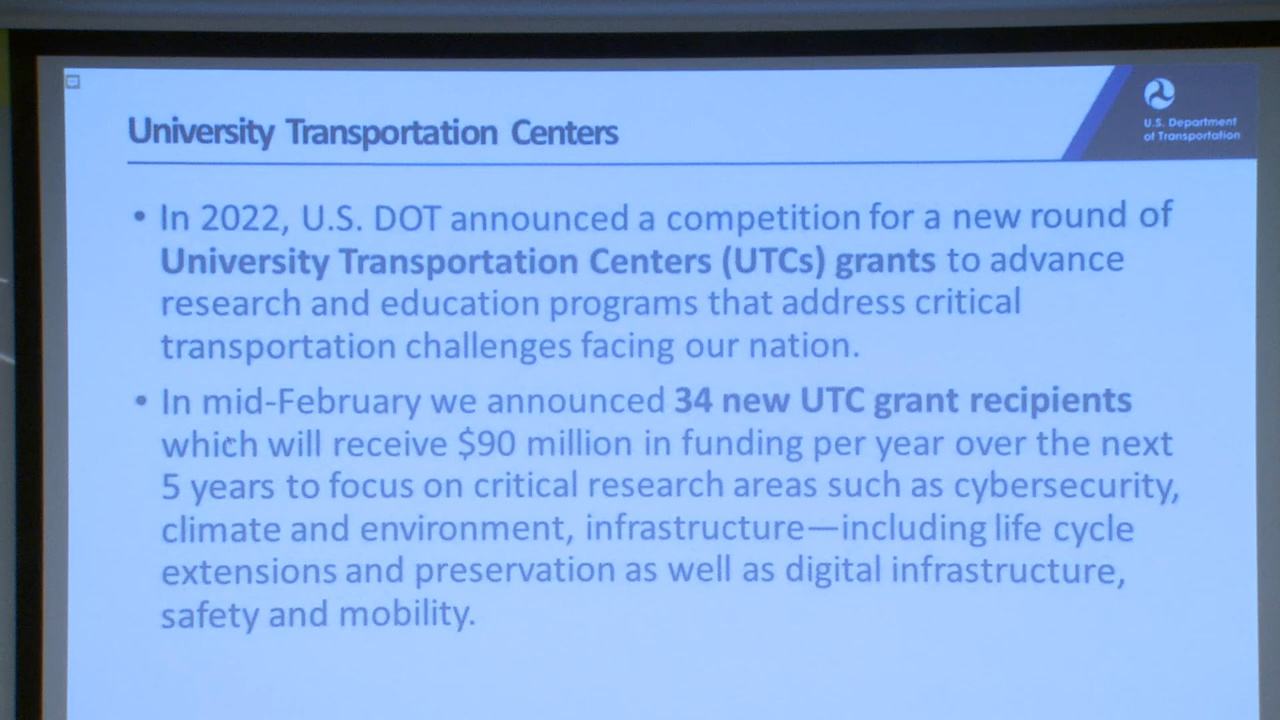 University Transportation Centers
U.S. Department
of Transportation
• In 2022, U.S. DOT announced a competition for a new round of
University Transportation Centers (UTCs) grants to advance
research and education programs that address critical
transportation challenges facing our nation.
• In mid-February we announced 34 new UTC grant recipients
which will receive $90 million in funding per year over the next
5 years to focus on critical research areas such as cybersecurity,
climate and environment, infrastructure—including life cycle
extensions and preservation as well as digital infrastructure,
safety and mobility.